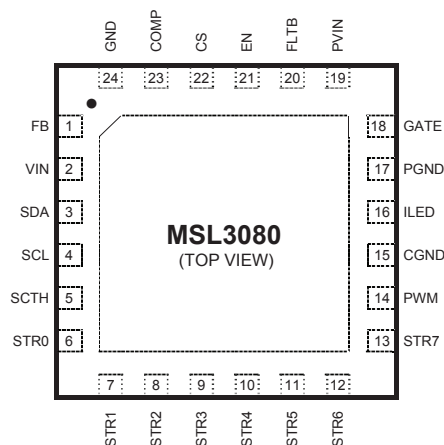 GND COMP CS EN FLTB PVIN
24 23 22 21 20 19
FB 1 18 GATE
VIN 2 17 PGND
SDA 3 16 ILED
MSL3080
(TOP VIEW)
SCL 4 15 CGND
SCTH 5 14 PWM
STR0 6 13 STR7
7 8 9 10 11 12
STR1 STR2 STR3 STR4 STR5 STR6